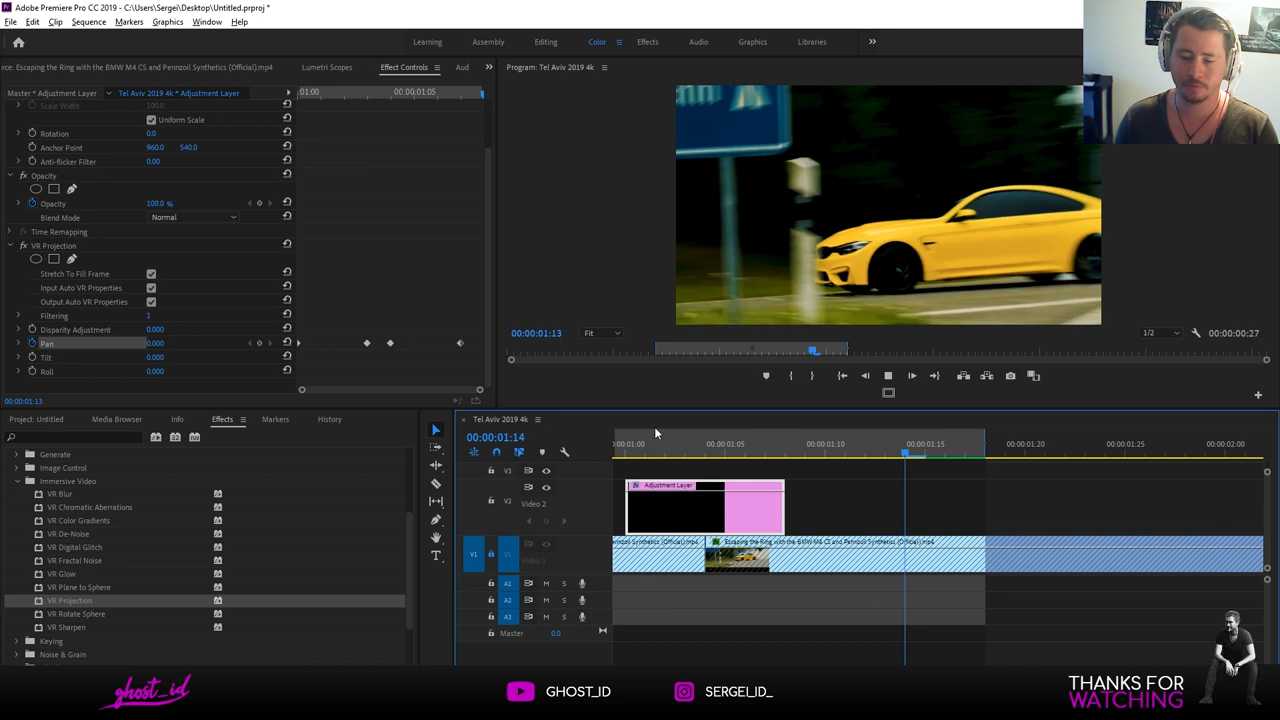 Adobe Premiere Pro CC 2019 - C:\Users\Sergei\Desktop\Untitled.prproj *
File Edit Clip Sequence Markers Graphics Window Help
Learning Assembly Editing Color Effects Audio Graphics Libraries
rce: Escaping the Ring with the BMW M4 CS and Pennzoil Synthetics (Official).mp4 Lumetri Scopes Effect Controls Aud
Program: Tel Aviv 2019 4k
Master * Adjustment Layer Tel Aviv 2019 4k * Adjustment Layer
:01:00 00:00:01:05
Scale Width 100.0
Uniform Scale
Rotation 0.0
Anchor Point 960.0 540.0
Anti-flicker Filter 0.00
fx Opacity
Opacity 100.0 %
Blend Mode Normal
Time Remapping
fx VR Projection
Stretch To Fill Frame
Input Auto VR Properties
Output Auto VR Properties
Filtering 1
Disparity Adjustment 0.000
Pan 0.000
Tilt 0.000
Roll 0.000
00:00:01:13
00:00:01:13 Fit 1/2 00:00:00:27
Project: Untitled Media Browser Info Effects Markers History
Generate
Image Control
Immersive Video
VR Blur
VR Chromatic Aberrations
VR Color Gradients
VR De-Noise
VR Digital Glitch
VR Fractal Noise
VR Glow
VR Plane to Sphere
VR Projection
VR Rotate Sphere
VR Sharpen
Keying
Noise & Grain
Tel Aviv 2019 4k
00:00:01:14
:00:01:00 00:00:01:05 00:00:01:10 00:00:01:15 00:00:01:20 00:00:01:25 00:00:02:00
V3
fx Adjustment Layer
V2
Video 2
V1 V1
Video 1
nnzoil Synthetics (Official).mp4 Escaping the Ring with the BMW M4 CS and Pennzoil Synthetics (Official).mp4
A1 M S
A2 M S
A3 M S
Master 0.0
ghost_id
GHOST_ID
SERGEI_ID_
THANKS FOR
WATCHING